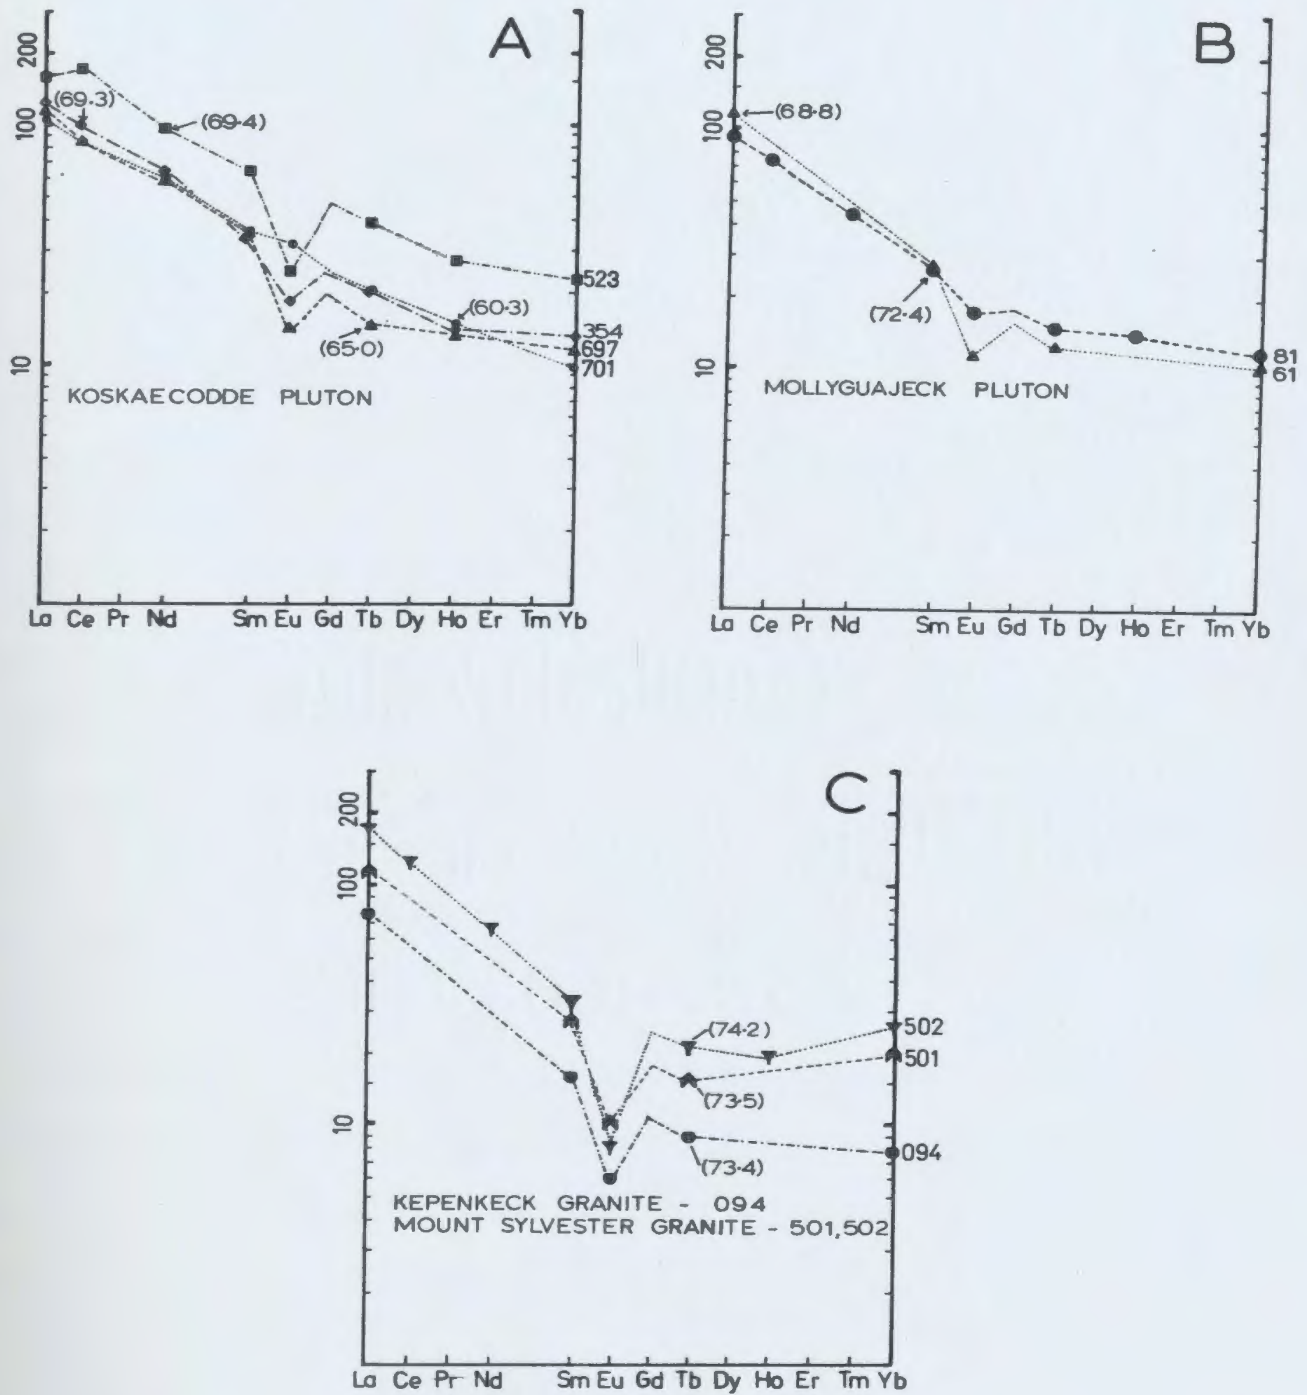 A
200
100
10
(69·3)
(69·4)
(60·3)
(65·0)
523
354
697
701
KOSKAECODDE PLUTON
La Ce Pr Nd Sm Eu Gd Tb Dy Ho Er Tm Yb
B
200
100
10
(68·8)
(72·4)
81
61
MOLLYGUAJECK PLUTON
La Ce Pr Nd Sm Eu Gd Tb Dy Ho Er Tm Yb
C
200
100
10
(74·2)
(73·5)
(73·4)
502
501
094
KEPENKECK GRANITE - 094
MOUNT SYLVESTER GRANITE - 501,502
La Ce Pr Nd Sm Eu Gd Tb Dy Ho Er Tm Yb